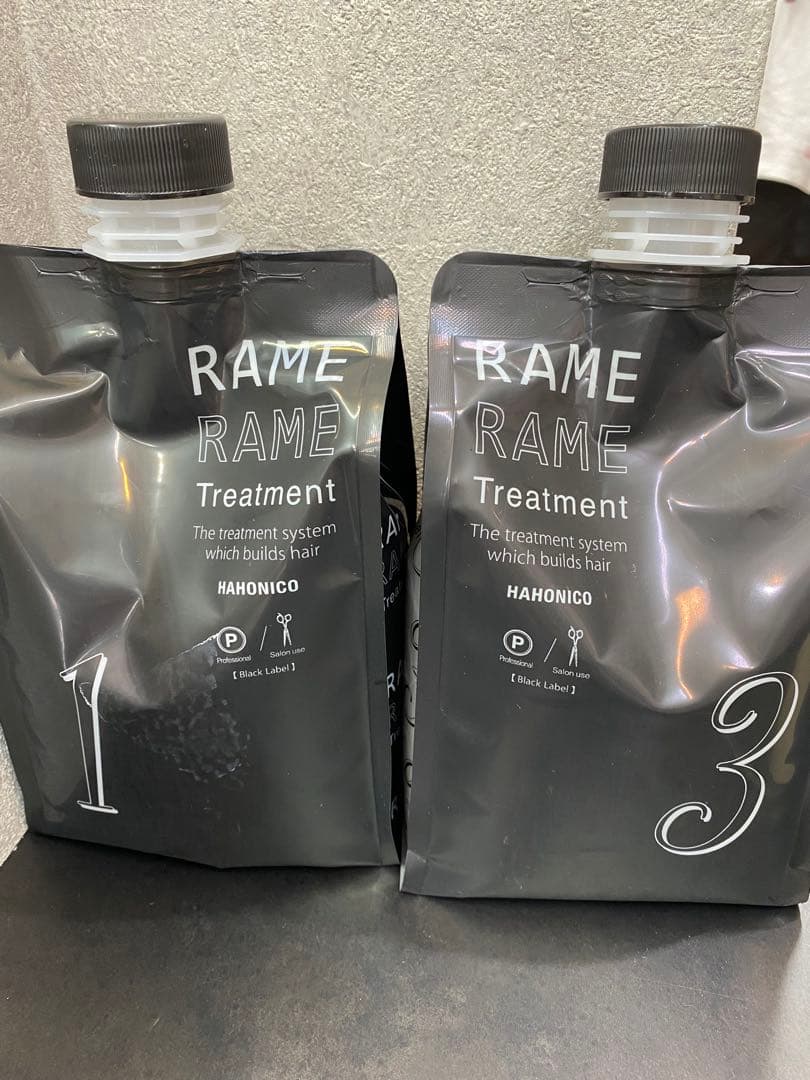 RAME
RAME
Treatment
The treatment system
which builds hair
HAHONICO
P / 
Professional Salon use
【Black Label】
1
RAME
RAME
Treatment
The treatment system
which builds hair
HAHONICO
P /
Professional Salon use
【Black Label】
3